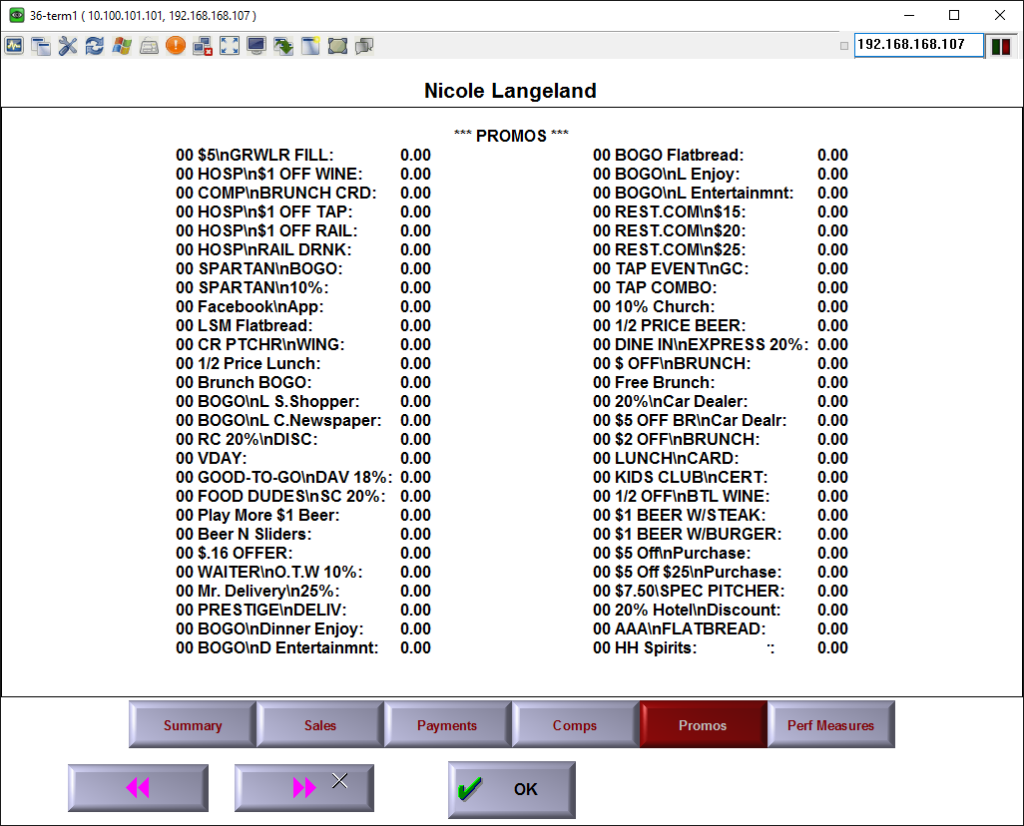 36-term1 ( 10.100.101.101, 192.168.168.107 )
192.168.168.107
Nicole Langeland
*** PROMOS ***
00 $5\nGRWLR FILL: 0.00
00 HOSP\n$1 OFF WINE: 0.00
00 COMP\nBRUNCH CRD: 0.00
00 HOSP\n$1 OFF TAP: 0.00
00 HOSP\n$1 OFF RAIL: 0.00
00 HOSP\nRAIL DRNK: 0.00
00 SPARTAN\nBOGO: 0.00
00 SPARTAN\n10%: 0.00
00 Facebook\nApp: 0.00
00 LSM Flatbread: 0.00
00 CR PTCHR\nWING: 0.00
00 1/2 Price Lunch: 0.00
00 Brunch BOGO: 0.00
00 BOGO\nL S.Shopper: 0.00
00 BOGO\nL C.Newspaper: 0.00
00 RC 20%\nDISC: 0.00
00 VDAY: 0.00
00 GOOD-TO-GO\nDAV 18%: 0.00
00 FOOD DUDES\nSC 20%: 0.00
00 Play More $1 Beer: 0.00
00 Beer N Sliders: 0.00
00 $.16 OFFER: 0.00
00 WAITER\nO.T.W 10%: 0.00
00 Mr. Delivery\n25%: 0.00
00 PRESTIGE\nDELIV: 0.00
00 BOGO\nDinner Enjoy: 0.00
00 BOGO\nD Entertainmnt: 0.00
00 BOGO Flatbread: 0.00
00 BOGO\nL Enjoy: 0.00
00 BOGO\nL Entertainmnt: 0.00
00 REST.COM\n$15: 0.00
00 REST.COM\n$20: 0.00
00 REST.COM\n$25: 0.00
00 TAP EVENT\nGC: 0.00
00 TAP COMBO: 0.00
00 10% Church: 0.00
00 1/2 PRICE BEER: 0.00
00 DINE IN\nEXPRESS 20%: 0.00
00 $ OFF\nBRUNCH: 0.00
00 Free Brunch: 0.00
00 20%\nCar Dealer: 0.00
00 $5 OFF BR\nCar Dealr: 0.00
00 $2 OFF\nBRUNCH: 0.00
00 LUNCH\nCARD: 0.00
00 KIDS CLUB\nCERT: 0.00
00 1/2 OFF\nBTL WINE: 0.00
00 $1 BEER W/STEAK: 0.00
00 $1 BEER W/BURGER: 0.00
00 $5 Off\nPurchase: 0.00
00 $5 Off $25\nPurchase: 0.00
00 $7.50\SPEC PITCHER: 0.00
00 20% Hotel\nDiscount: 0.00
00 AAA\nFLATBREAD: 0.00
00 HH Spirits: : 0.00
Summary Sales Payments Comps Promos Perf Measures
OK